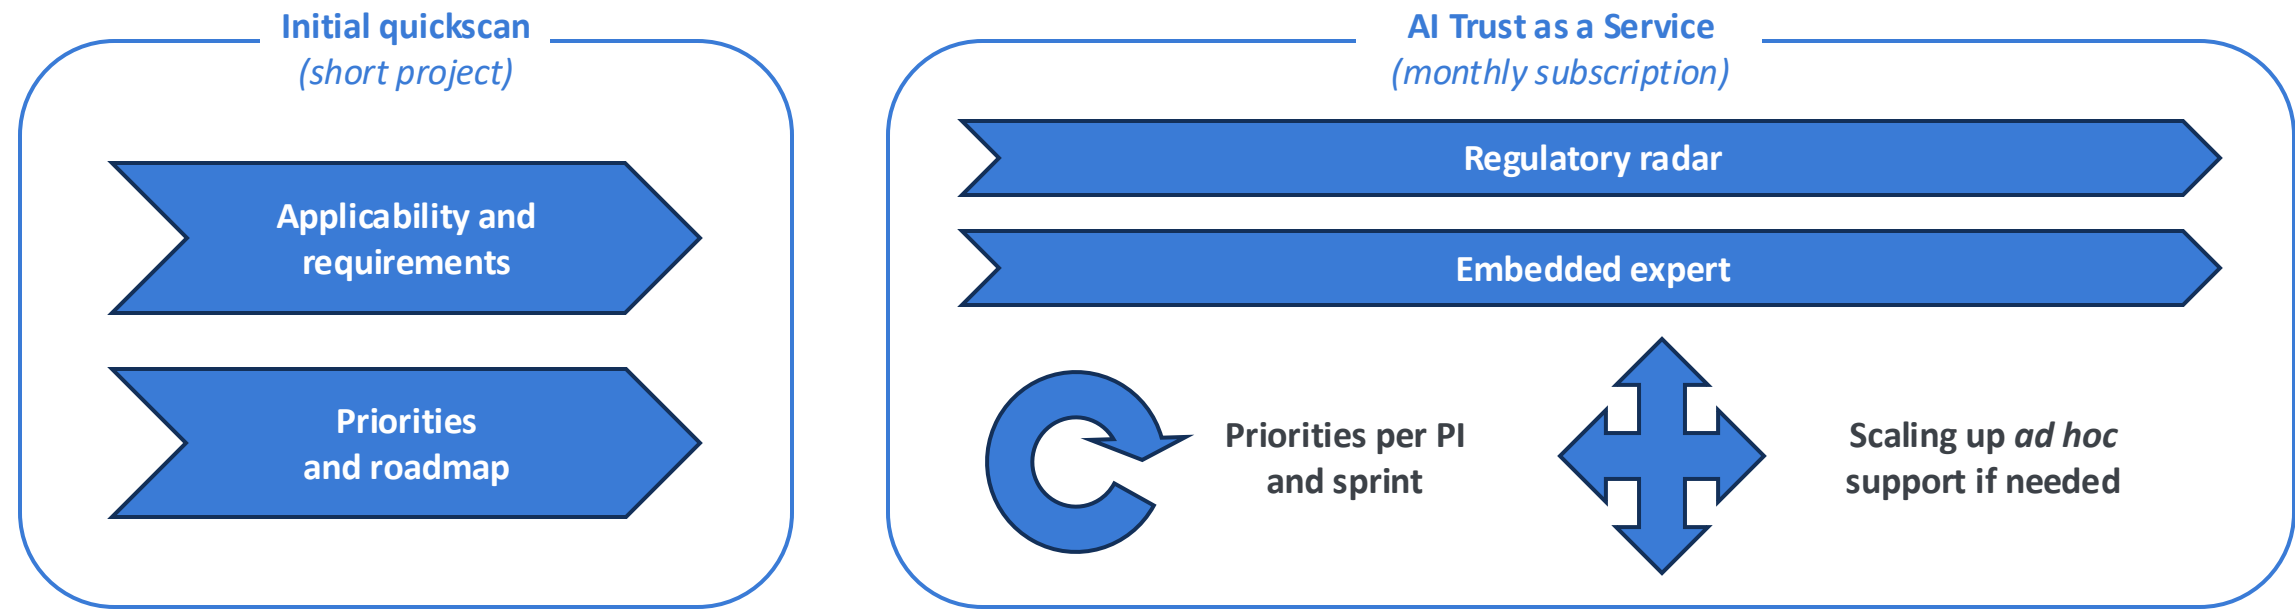 Initial quickscan
(short project)
Applicability and
requirements
Priorities
and roadmap
AI Trust as a Service
(monthly subscription)
Regulatory radar
Embedded expert
Priorities per PI
and sprint
Scaling up ad hoc
support if needed